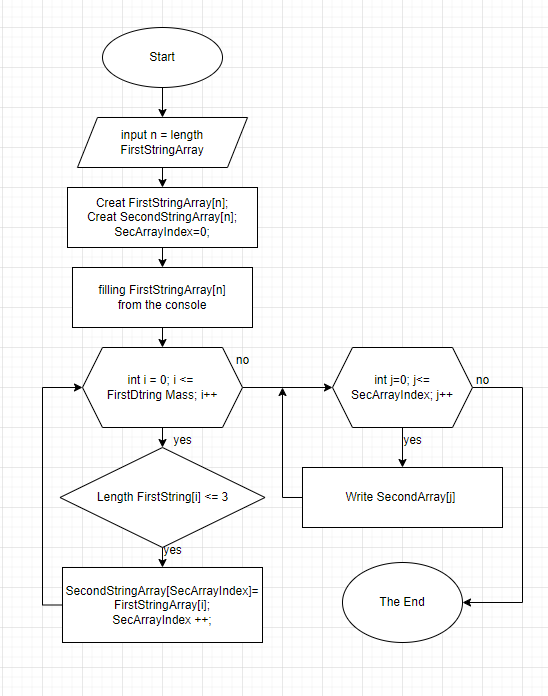 Start
input n = length
FirstStringArray
Creat FirstStringArray[n];
Creat SecondStringArray[n];
SecArrayIndex=0;
filling FirstStringArray[n]
from the console
int i = 0; i <=
FirstDtring Mass; i++
no
int j=0; j<=
SecArrayIndex; j++
no
yes
yes
Length FirstString[i] <= 3
Write SecondArray[j]
yes
SecondStringArray[SecArrayIndex]=
FirstStringArray[i];
SecArrayIndex ++;
The End